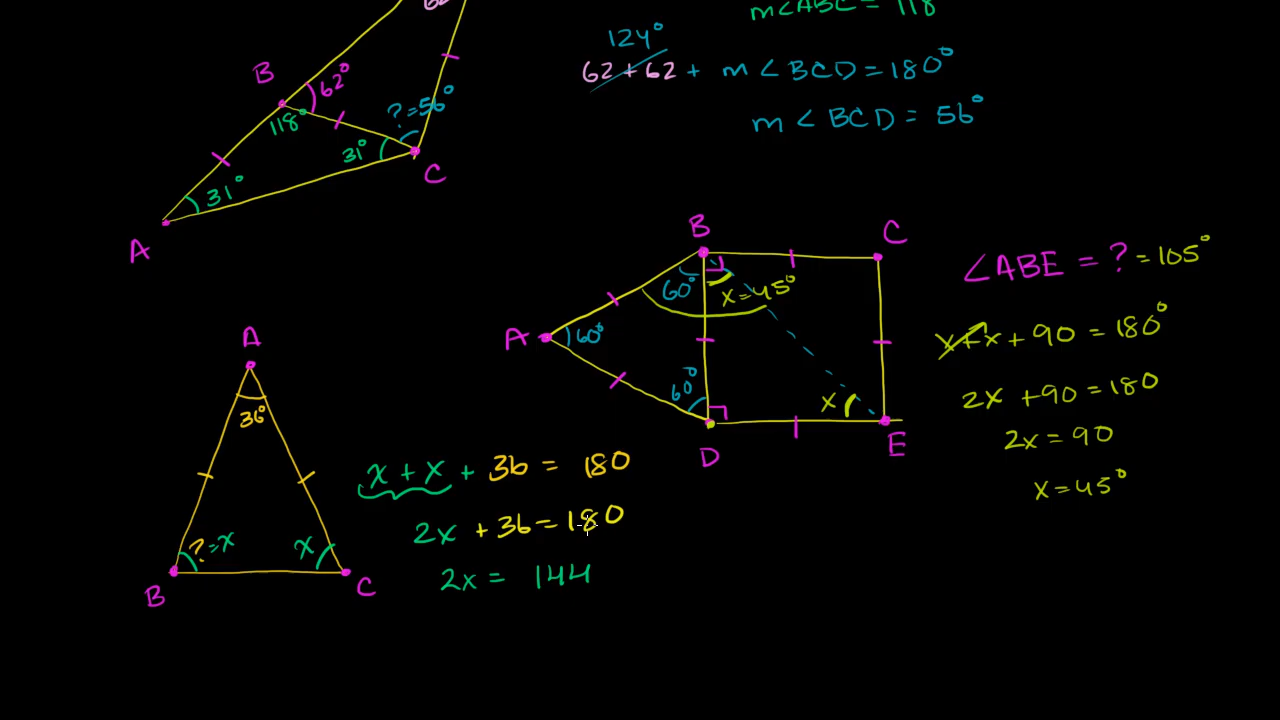 m∠ABC = 118
124°
62 + 62 + m∠BCD = 180°
m∠BCD = 56°
B
62°
118°
? = 56°
31°
31°
C
A
B
C
60°
x = 45°
A
60°
60°
x
D
E
∠ABE = ? = 105°
x + x + 90 = 180°
2x + 90 = 180
2x = 90
x = 45°
A
36°
? = x
x
B
C
x + x + 36 = 180
2x + 36 = 180
2x = 144